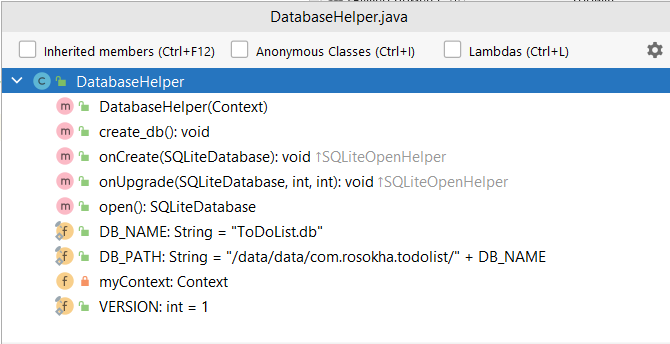 DatabaseHelper.java
Inherited members (Ctrl+F12) Anonymous Classes (Ctrl+I) Lambdas (Ctrl+L)
C DatabaseHelper
m DatabaseHelper(Context)
m create_db(): void
m onCreate(SQLiteDatabase): void ↑SQLiteOpenHelper
m onUpgrade(SQLiteDatabase, int, int): void ↑SQLiteOpenHelper
m open(): SQLiteDatabase
f DB_NAME: String = "ToDoList.db"
f DB_PATH: String = "/data/data/com.rosokha.todolist/" + DB_NAME
f myContext: Context
f VERSION: int = 1